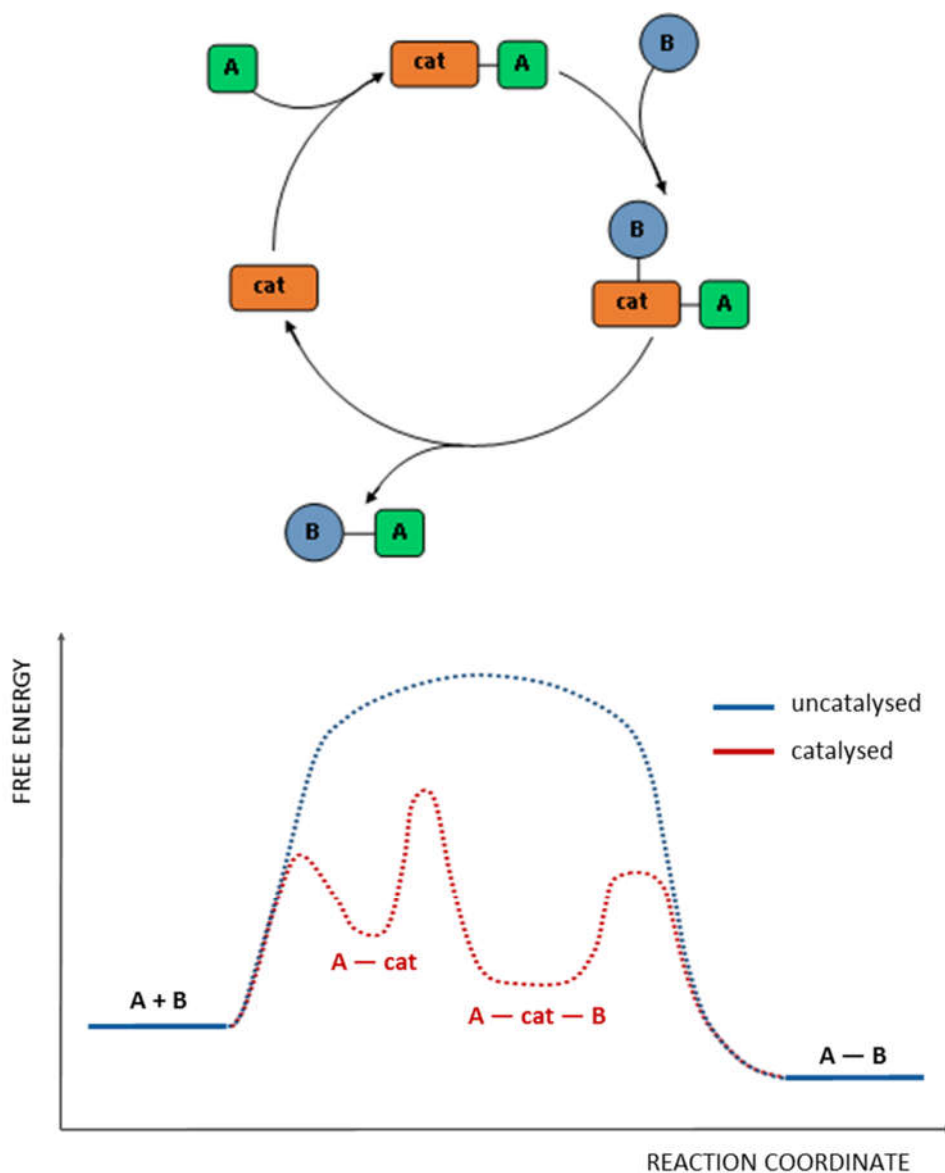 B
A
cat
A
B
cat
cat
A
B
A
FREE ENERGY
uncatalysed
catalysed
A — cat
A + B
A — cat — B
A — B
REACTION COORDINATE